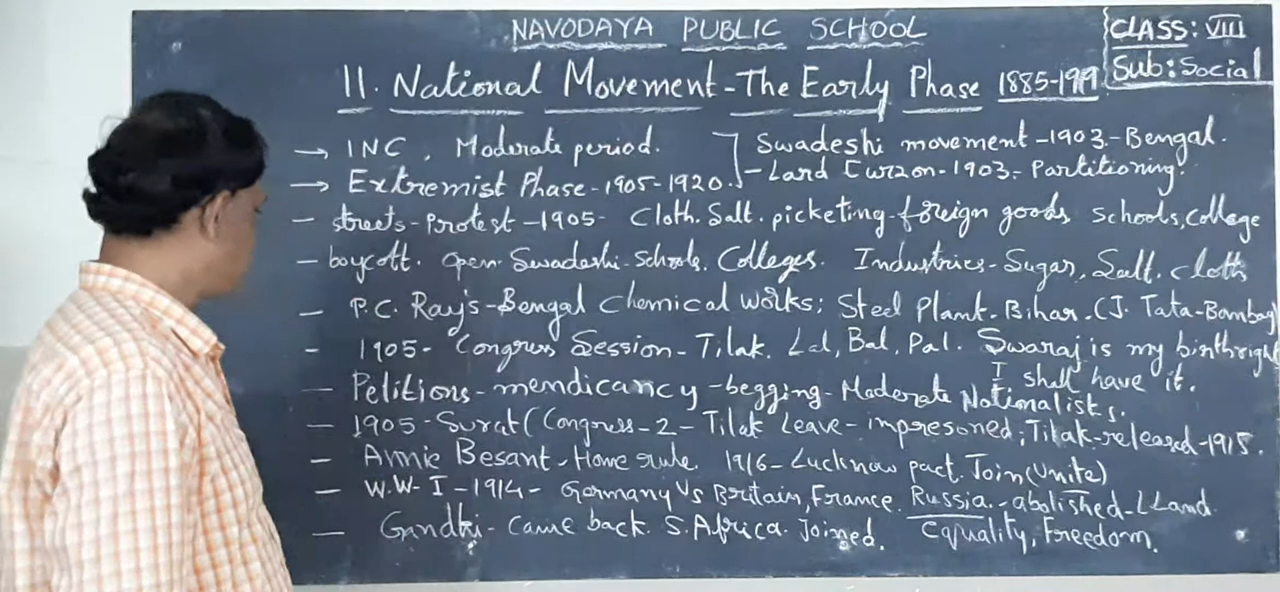 NAVODAYA PUBLIC SCHOOL
CLASS: VIII
Sub: Social
11. National Movement - The Early Phase 1885-1919
→ INC, Moderate period.
Swadeshi movement - 1903 - Bengal.
→ Extremist Phase - 1905 - 1920.
- Lard Curzon - 1903 - Partitioning.
- streets - Protest - 1905 - Cloth. Salt. picketing - foreign goods schools, college
- boycott. open Swadeshi - Schools. Colleges. Industries - Sugar, Salt. cloth
- P.C. Ray's - Bengal Chemical Works; Steel Plant - Bihar. (J. Tata - Bombay)
- 1905 - Congress Session - Tilak. Lal, Bal, Pal. Swaraj is my birthright
I shall have it.
- Petitions - mendicancy - begging - Moderate Nationalists.
- 1905 - Surat (Congress - 2 - Tilak Leave - impresoned; Tilak - released - 1915.
- Annie Besant - Home rule. 1916 - Lucknow pact. Join (Unite)
- W.W - I - 1914 - Germany Vs Britain, France. Russia. - abolished - LLand
- Gandhi - Came back. S. Africa. Joined. Equality, Freedom.